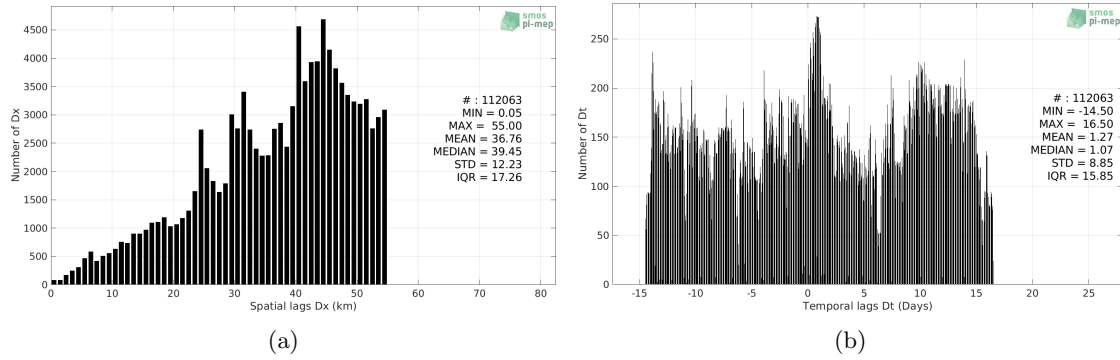 smos
pi-mep
4500
4000
3500
3000
2500
2000
1500
1000
500
0
Number of Dx
# : 112063
MIN = 0.05
MAX = 55.00
MEAN = 36.76
MEDIAN = 39.45
STD = 12.23
IQR = 17.26
0 10 20 30 40 50 60 70 80
Spatial lags Dx (km)
(a)
smos
pi-mep
250
200
150
100
50
0
Number of Dt
# : 112063
MIN = -14.50
MAX = 16.50
MEAN = 1.27
MEDIAN = 1.07
STD = 8.85
IQR = 15.85
-15 -10 -5 0 5 10 15 20 25
Temporal lags Dt (Days)
(b)